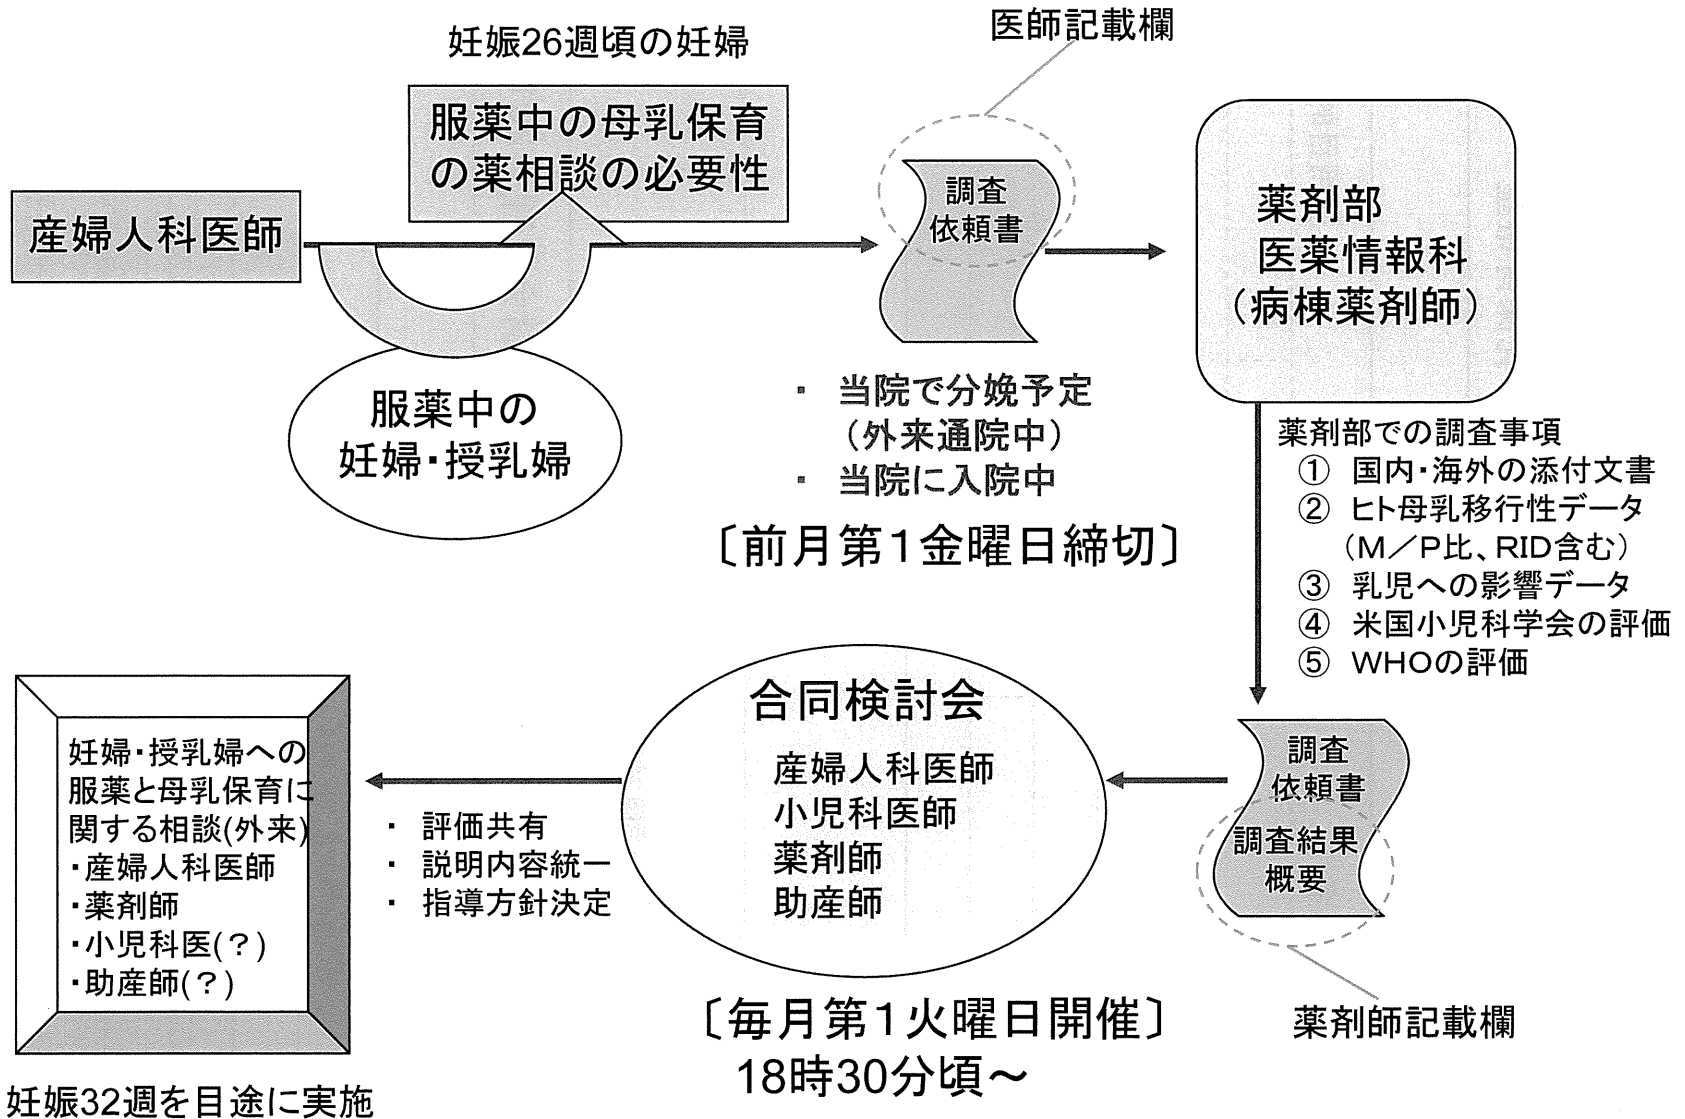 妊娠26週頃の妊婦
医師記載欄
服薬中の母乳保育
の薬相談の必要性
産婦人科医師
調査
依頼書
薬剤部
医薬情報科
（病棟薬剤師）
服薬中の
妊婦・授乳婦
・ 当院で分娩予定
（外来通院中）
・ 当院に入院中
〔前月第１金曜日締切〕
薬剤部での調査事項
① 国内・海外の添付文書
② ヒト母乳移行性データ
（Ｍ／Ｐ比、RID含む）
③ 乳児への影響データ
④ 米国小児科学会の評価
⑤ ＷＨＯの評価
調査
依頼書
調査結果
概要
薬剤師記載欄
合同検討会
産婦人科医師
小児科医師
薬剤師
助産師
〔毎月第１火曜日開催〕
18時30分頃～
・ 評価共有
・ 説明内容統一
・ 指導方針決定
妊婦・授乳婦への
服薬と母乳保育に
関する相談(外来)
・産婦人科医師
・薬剤師
・小児科医(？)
・助産師(？)
妊娠32週を目途に実施